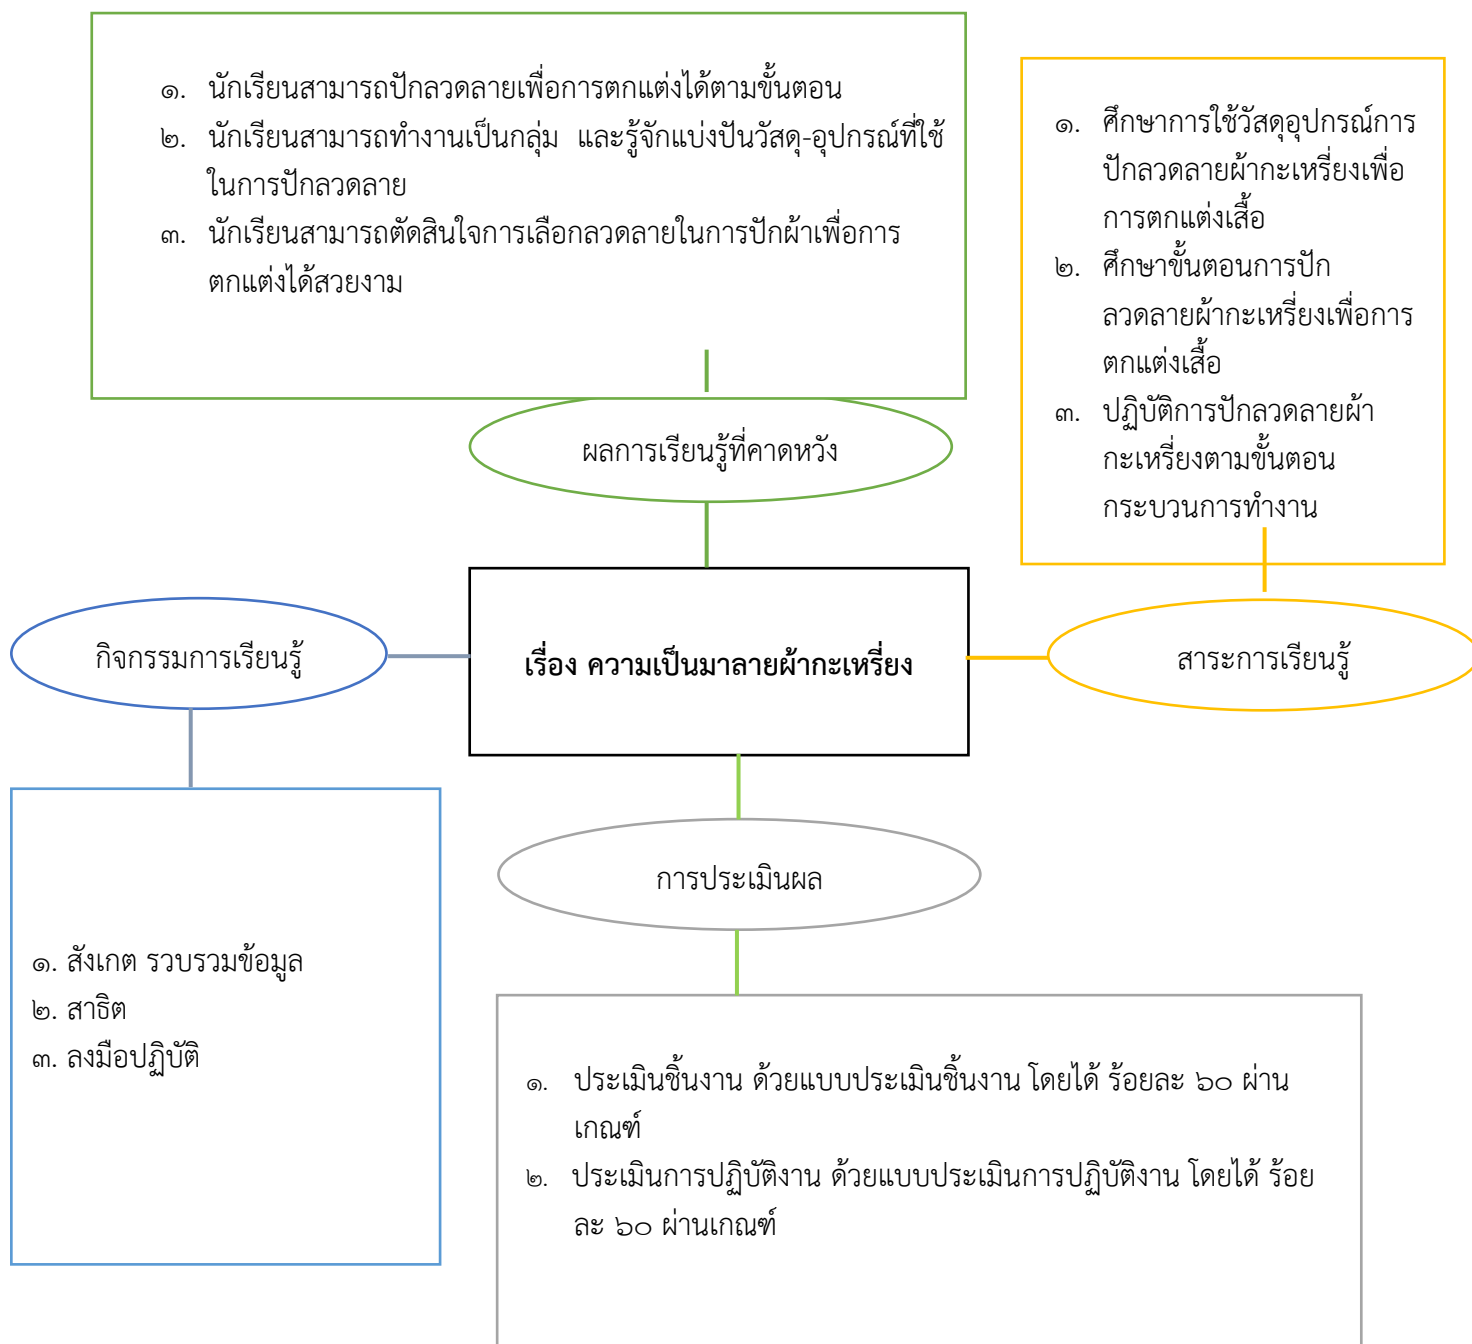 ๑. นักเรียนสามารถปักลวดลายเพื่อการตกแต่งได้ตามขั้นตอน
๒. นักเรียนสามารถทำงานเป็นกลุ่ม และรู้จักแบ่งปันวัสดุ-อุปกรณ์ที่ใช้
ในการปักลวดลาย
๓. นักเรียนสามารถตัดสินใจการเลือกลวดลายในการปักผ้าเพื่อการ
ตกแต่งได้สวยงาม
๑. ศึกษาการใช้วัสดุอุปกรณ์การ
ปักลวดลายผ้ากะเหรี่ยงเพื่อ
การตกแต่งเสื้อ
๒. ศึกษาขั้นตอนการปัก
ลวดลายผ้ากะเหรี่ยงเพื่อการ
ตกแต่งเสื้อ
๓. ปฏิบัติการปักลวดลายผ้า
กะเหรี่ยงตามขั้นตอน
กระบวนการทำงาน
ผลการเรียนรู้ที่คาดหวัง
กิจกรรมการเรียนรู้
เรื่อง ความเป็นมาลายผ้ากะเหรี่ยง
สาระการเรียนรู้
การประเมินผล
๑. สังเกต รวบรวมข้อมูล
๒. สาธิต
๓. ลงมือปฏิบัติ
๑. ประเมินชิ้นงาน ด้วยแบบประเมินชิ้นงาน โดยได้ ร้อยละ ๖๐ ผ่าน
เกณฑ์
๒. ประเมินการปฏิบัติงาน ด้วยแบบประเมินการปฏิบัติงาน โดยได้ ร้อย
ละ ๖๐ ผ่านเกณฑ์